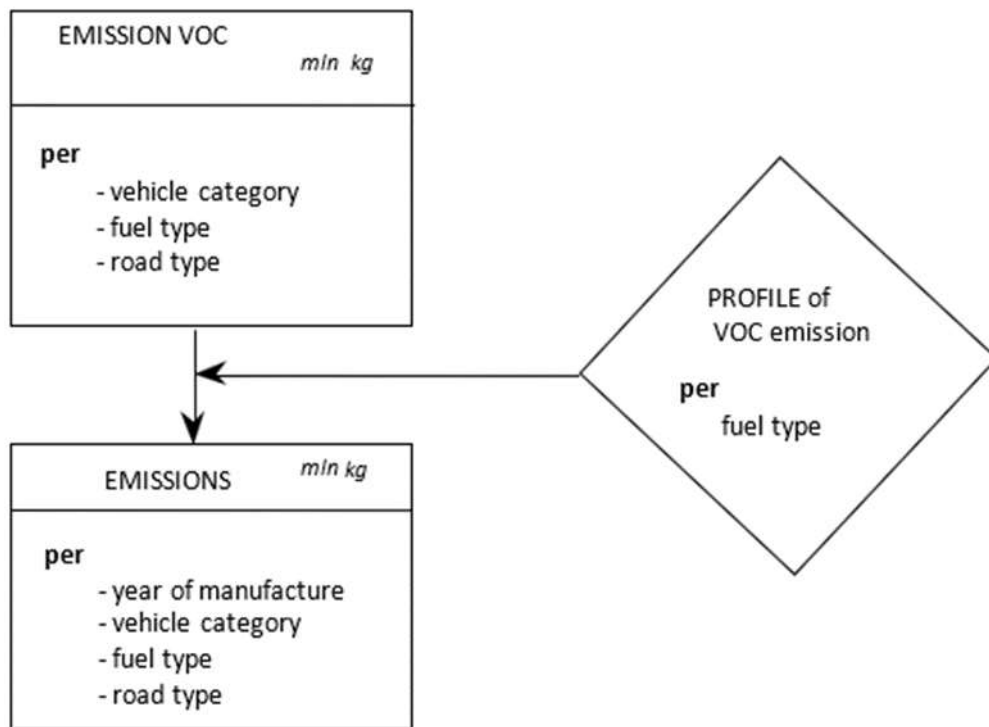 EMISSION VOC
mln kg
per
- vehicle category
- fuel type
- road type
PROFILE of
VOC emission
per
fuel type
EMISSIONS
mln kg
per
- year of manufacture
- vehicle category
- fuel type
- road type